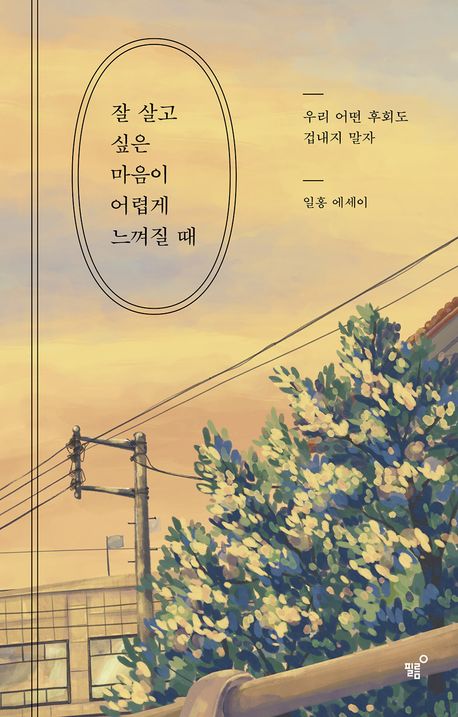 잘 살고
싶은
마음이
어렵게
느껴질 때
우리 어떤 후회도
겁내지 말자
일홍 에세이
필름